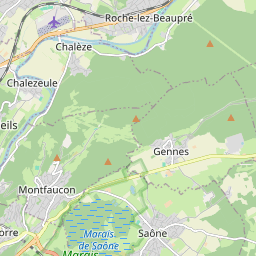 Roche-lez-Beaupré
Chalèze
Chalezeule
eils
Gennes
Montfaucon
orre
Marais
de Saône
Saône
Marais